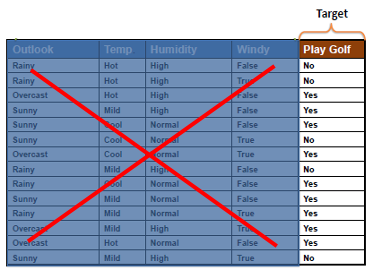 Target
Outlook Temp Humidity Windy Play Golf
Rainy Hot High False No
Rainy Hot High True No
Overcast Hot High False Yes
Sunny Mild High False Yes
Sunny Cool Normal False Yes
Sunny Cool Normal True No
Overcast Cool Normal True Yes
Rainy Mild High False No
Rainy Cool Normal False Yes
Sunny Mild Normal False Yes
Rainy Mild Normal True Yes
Overcast Mild High True Yes
Overcast Hot Normal False Yes
Sunny Mild High True No